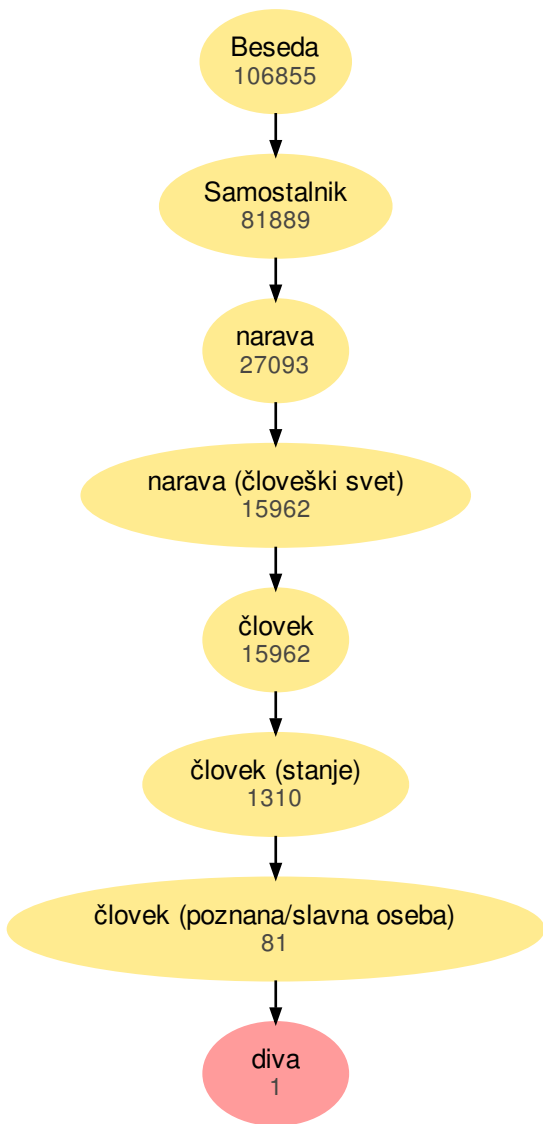 Beseda
106855
Samostalnik
81889
narava
27093
narava (človeški svet)
15962
človek
15962
človek (stanje)
1310
človek (poznana/slavna oseba)
81
diva
1